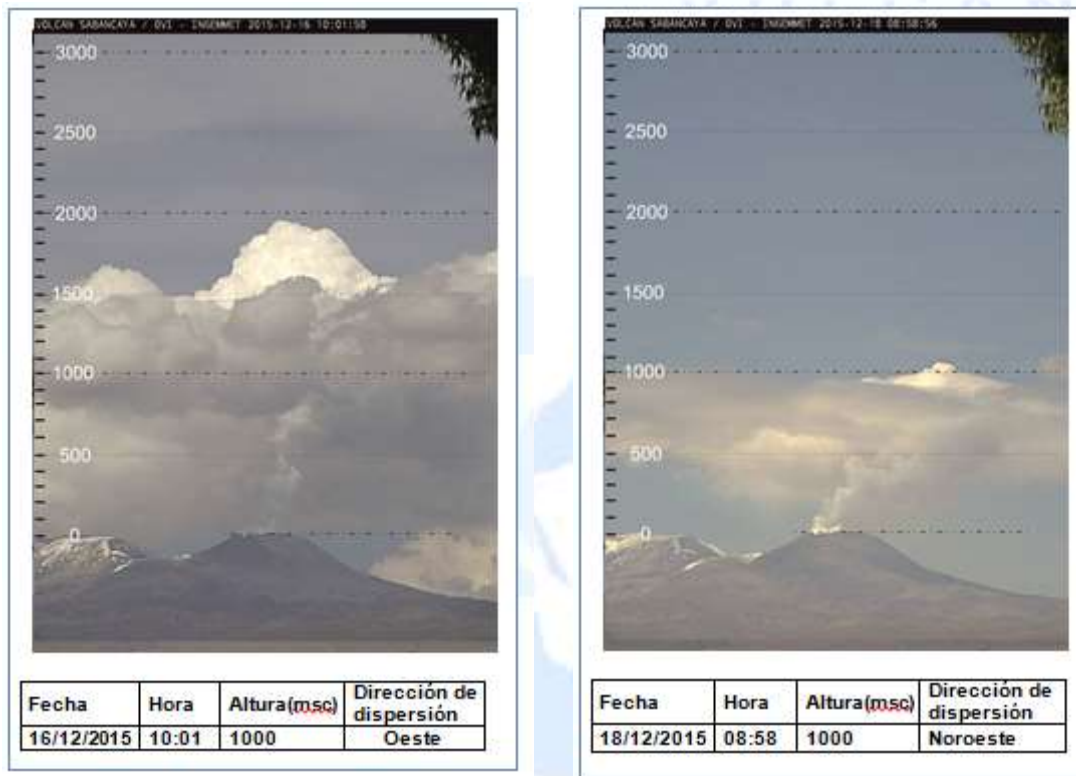 VOLCAN SABANCAYA / OVI - INGEMMET 2015-12-16 10:01:58
3000
2500
2000
1500
1000
500
0
Fecha Hora Altura(msc) Dirección de dispersión
16/12/2015 10:01 1000 Oeste
VOLCAN SABANCAYA / OVI - INGEMMET 2015-12-18 08:58:56
3000
2500
2000
1500
1000
500
0
Fecha Hora Altura(msc) Dirección de dispersión
18/12/2015 08:58 1000 Noroeste